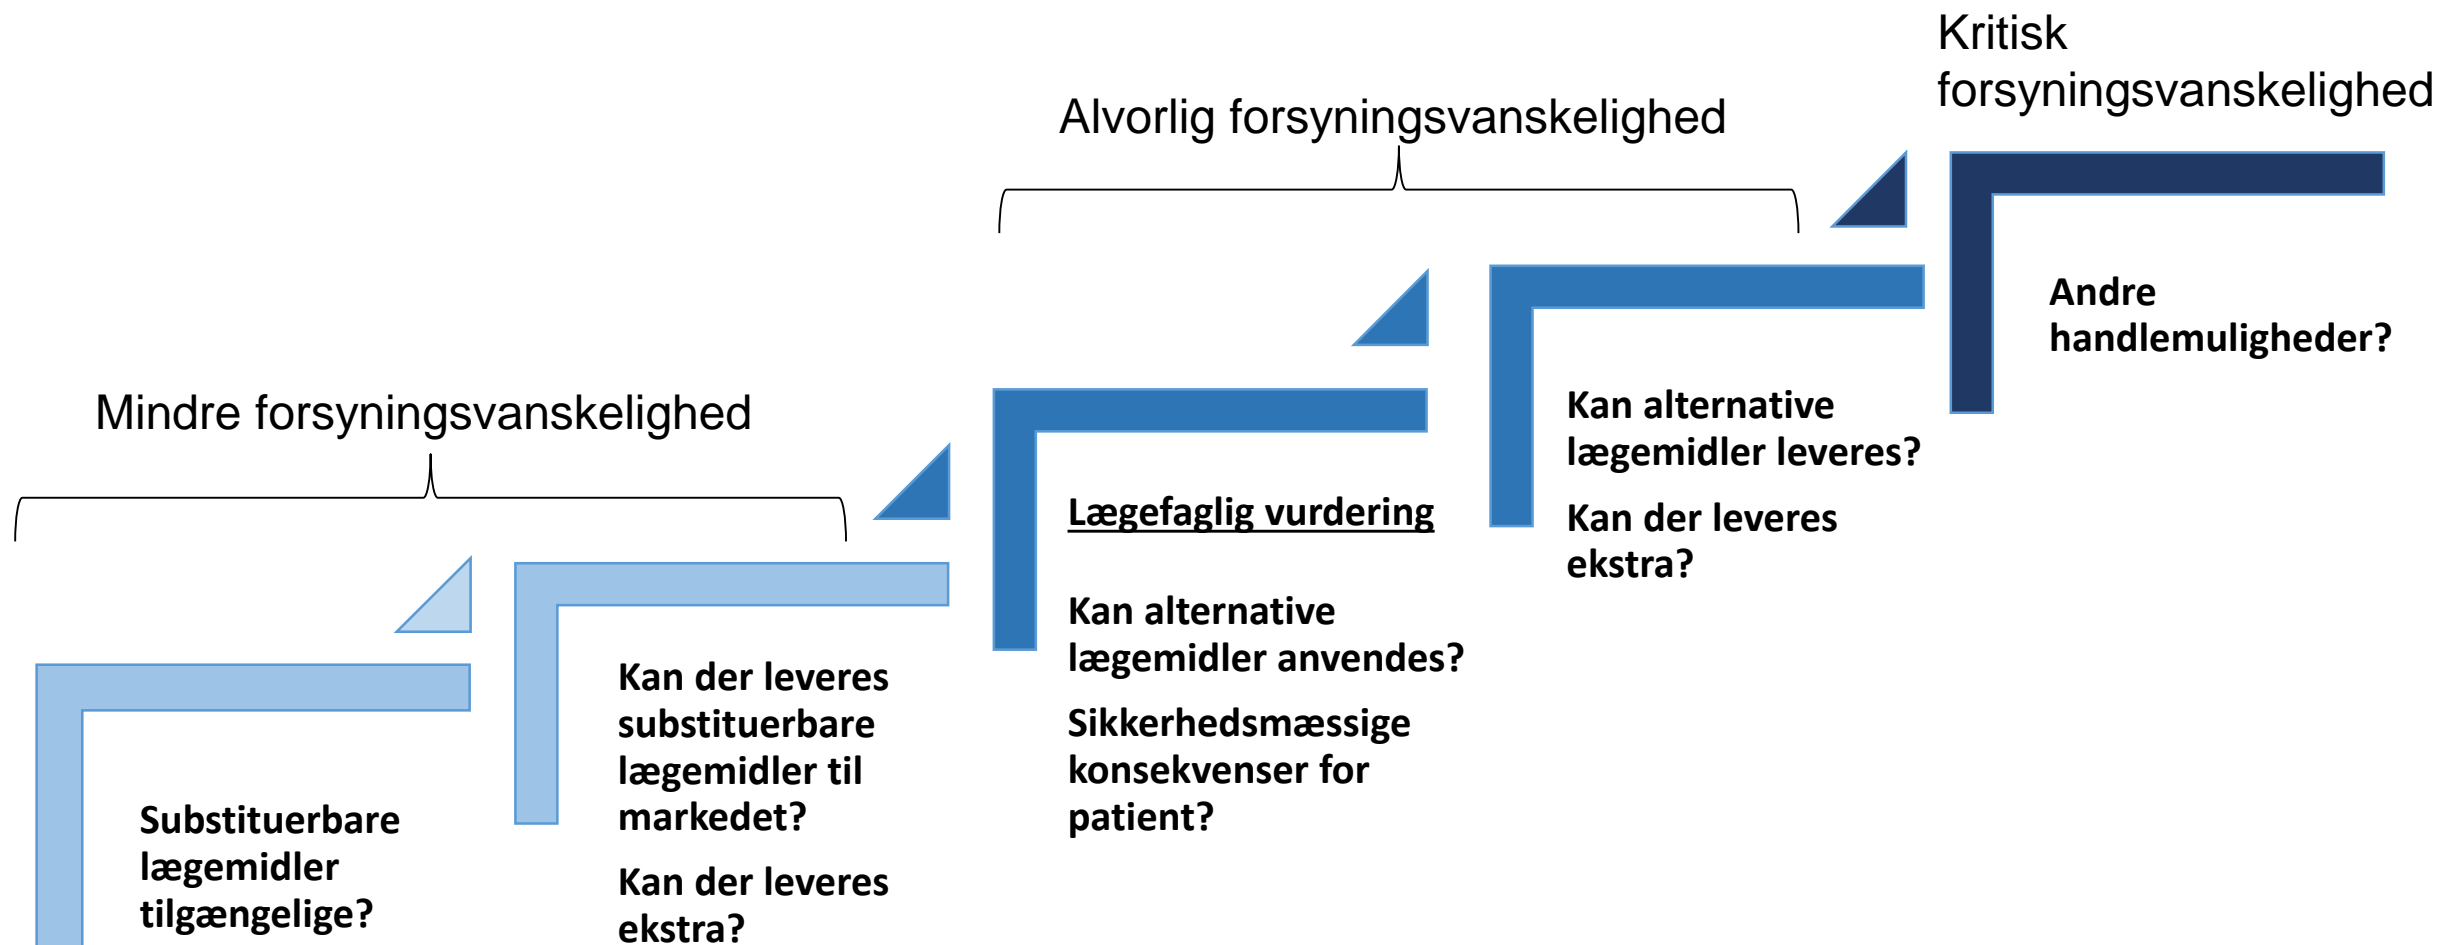 Mindre forsyningsvanskelighed
Substituerbare
lægemidler
tilgængelige?
Kan der leveres
substituerbare
lægemidler til
markedet?
Kan der leveres
ekstra?
Alvorlig forsyningsvanskelighed
Lægefaglig vurdering
Kan alternative
lægemidler anvendes?
Sikkerhedsmæssige
konsekvenser for
patient?
Kan alternative
lægemidler leveres?
Kan der leveres
ekstra?
Kritisk
forsyningsvanskelighed
Andre
handlemuligheder?